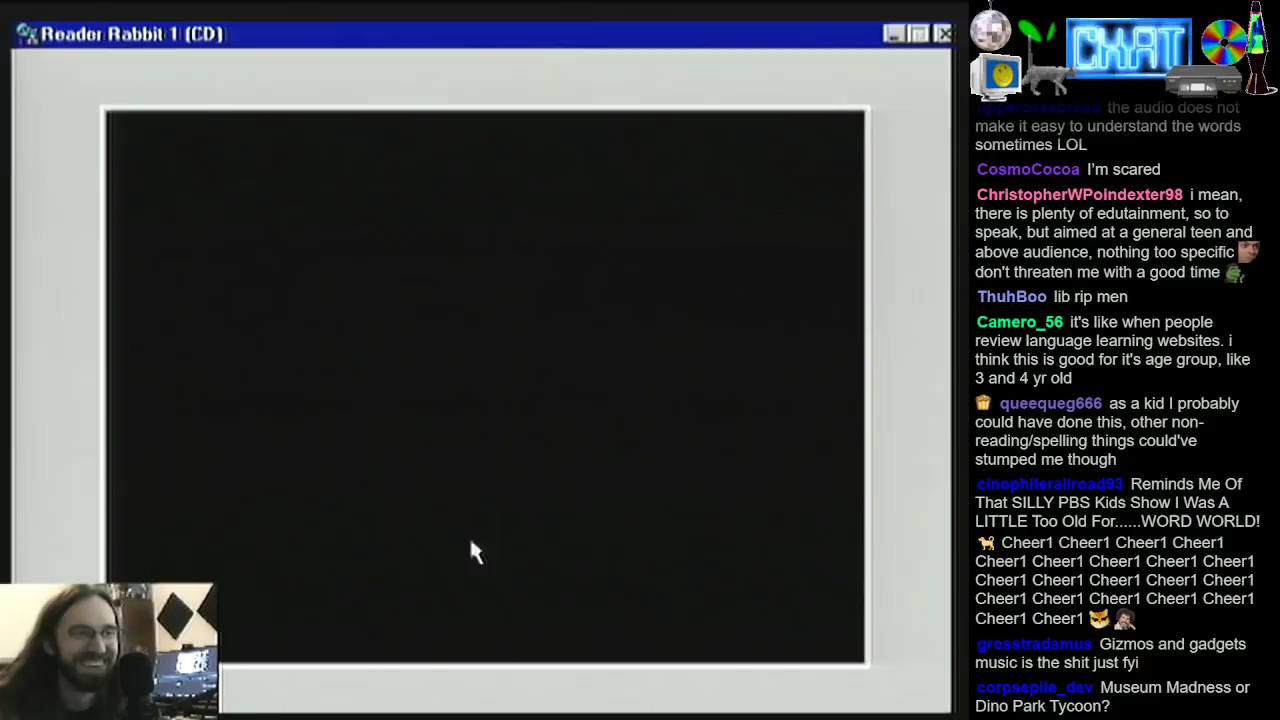 Reader Rabbit 1 (CD)
CHAT
the audio does not
make it easy to understand the words
sometimes LOL
CosmoCocoa I'm scared
ChristopherWPoIndexter98 i mean,
there is plenty of edutainment, so to
speak, but aimed at a general teen and
above audience, nothing too specific
don't threaten me with a good time
ThuhBoo lib rip men
Camero_56 it's like when people
review language learning websites. i
think this is good for it's age group, like
3 and 4 yr old
queequeg666 as a kid I probably
could have done this, other non-
reading/spelling things could've
stumped me though
cinophilerailroad93 Reminds Me Of
That SILLY PBS Kids Show I Was A
LITTLE Too Old For......WORD WORLD!
Cheer1 Cheer1 Cheer1 Cheer1
Cheer1 Cheer1 Cheer1 Cheer1 Cheer1
Cheer1 Cheer1 Cheer1 Cheer1 Cheer1
Cheer1 Cheer1 Cheer1 Cheer1 Cheer1
Cheer1 Cheer1
grosstradamus Gizmos and gadgets
music is the shit just fyi
corpsepile_dev Museum Madness or
Dino Park Tycoon?